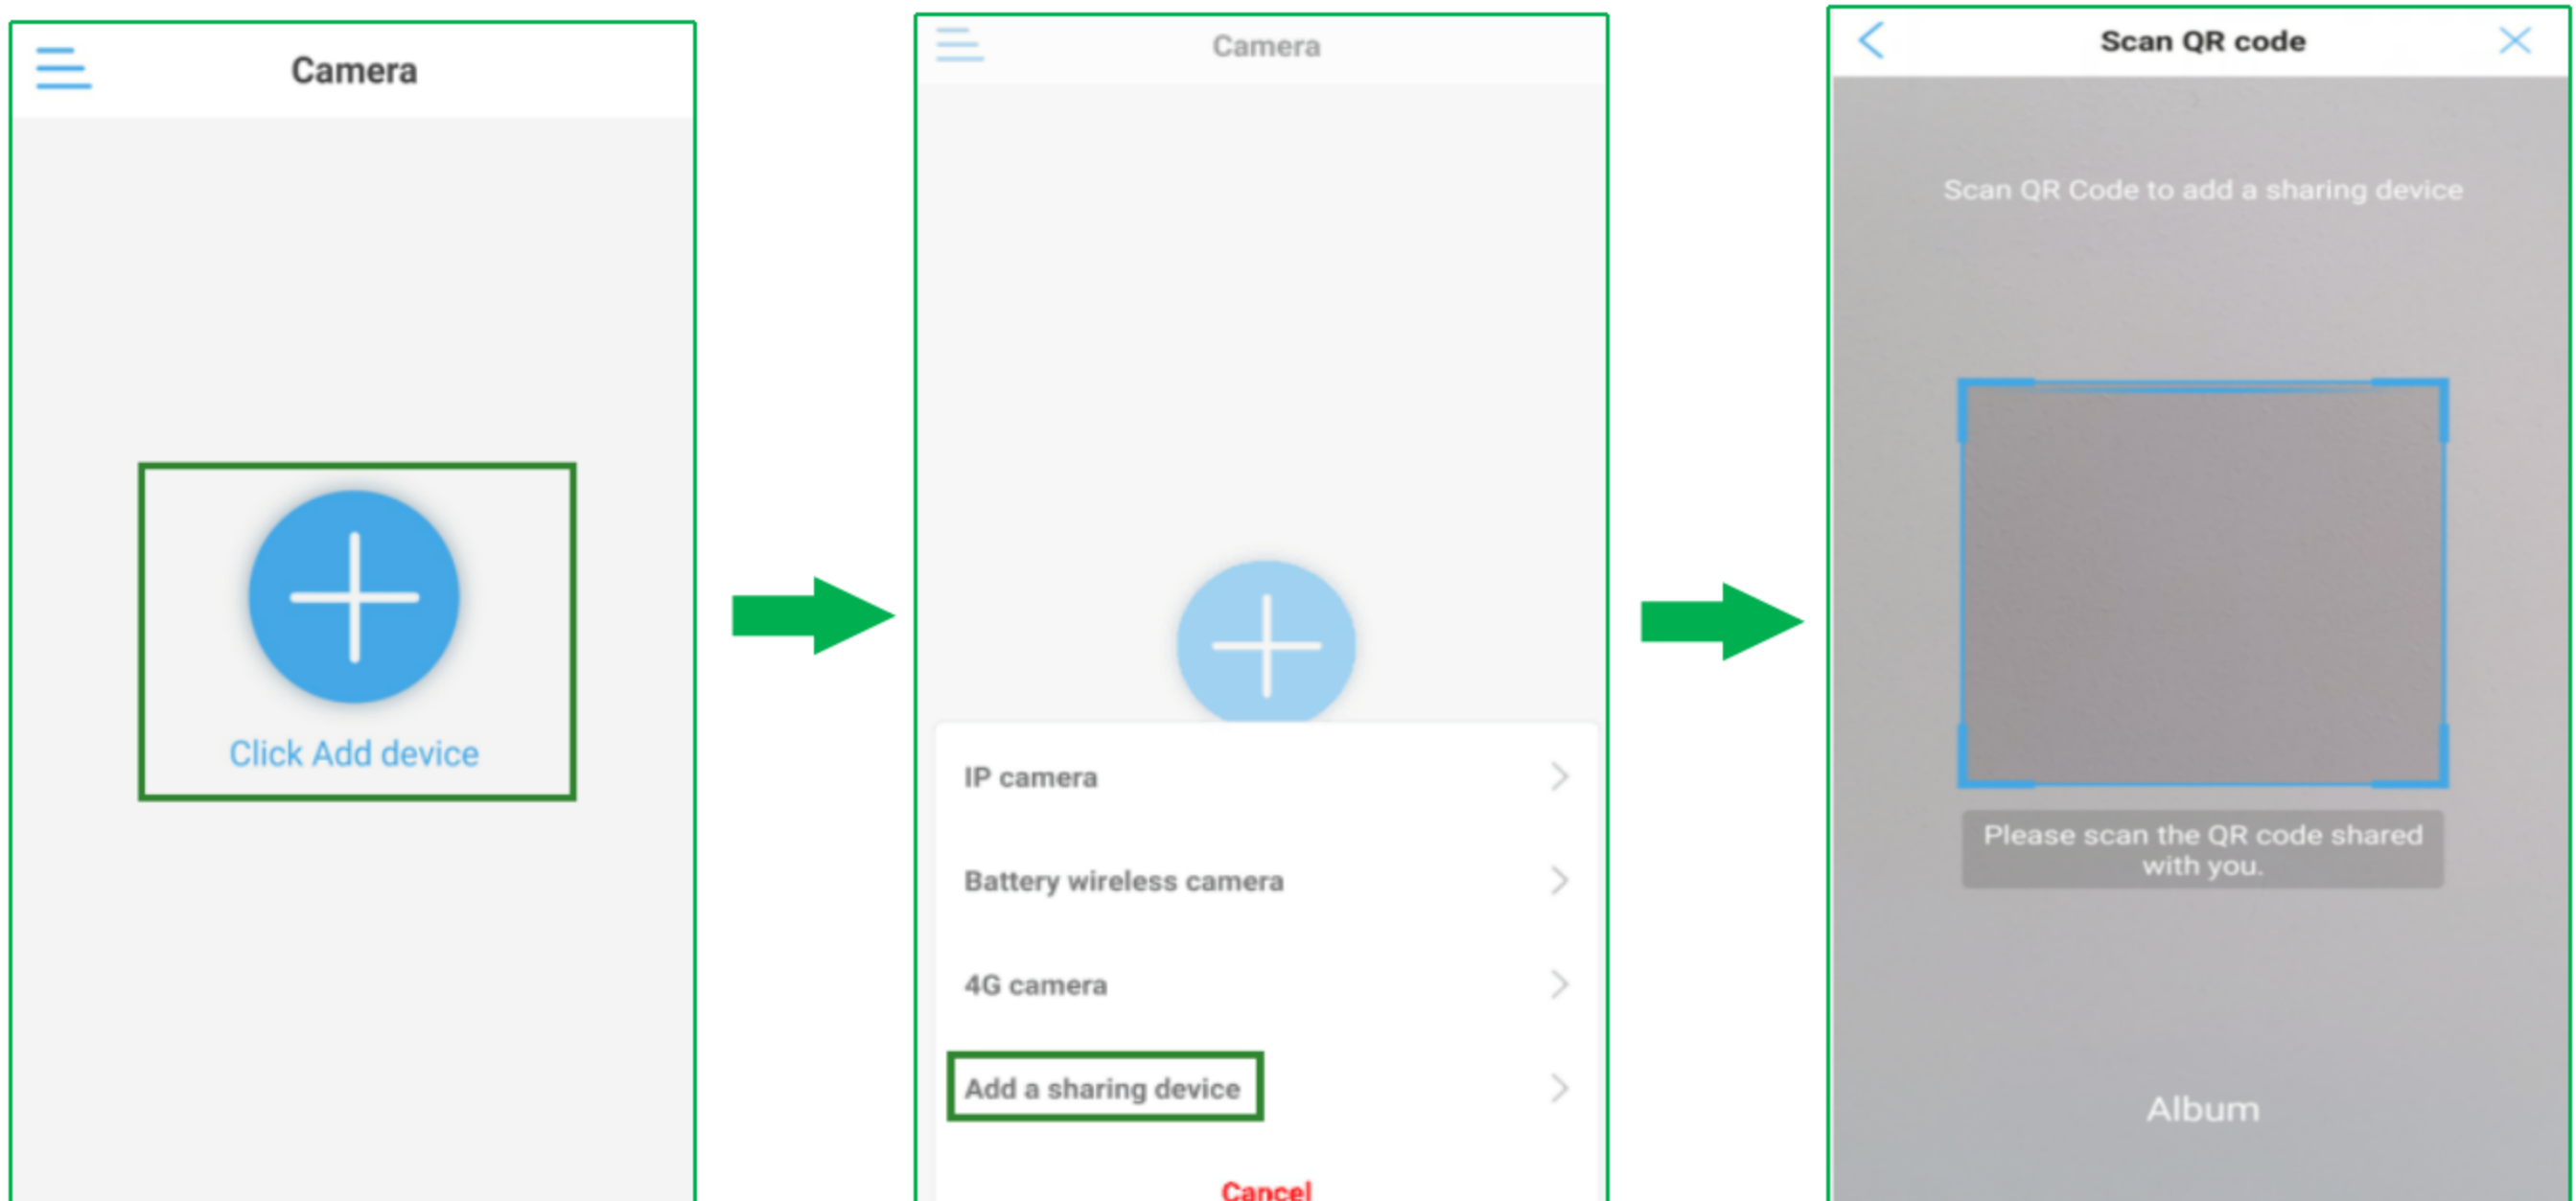 Camera
Click Add device
Camera
IP camera
Battery wireless camera
4G camera
Add a sharing device
Cancel
Scan QR code
Scan QR Code to add a sharing device
Please scan the QR code shared
with you.
Album